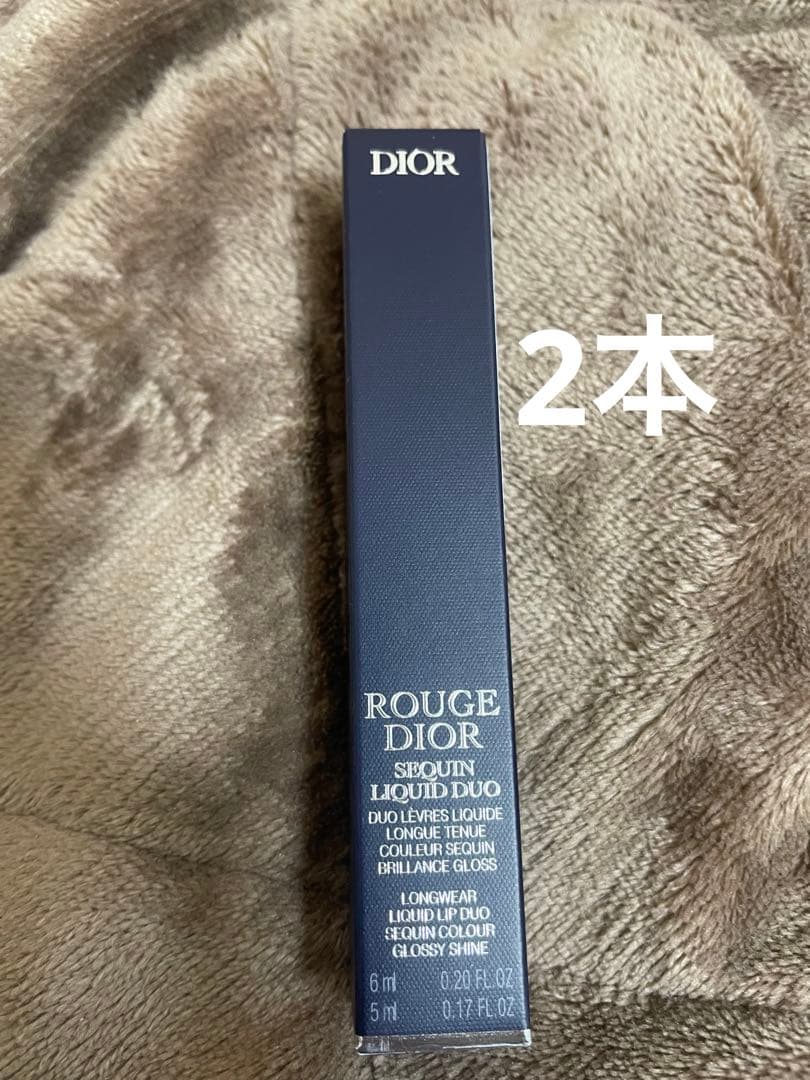 DIOR
2本
ROUGE
DIOR
SEQUIN
LIQUID DUO
DUO LÈVRES LIQUIDE
LONGUE TENUE
COULEUR SEQUIN
BRILLANCE GLOSS
LONGWEAR
LIQUID LIP DUO
SEQUIN COLOUR
GLOSSY SHINE
6 ml 0.20 FL.OZ
5 ml 0.17 FL.OZ